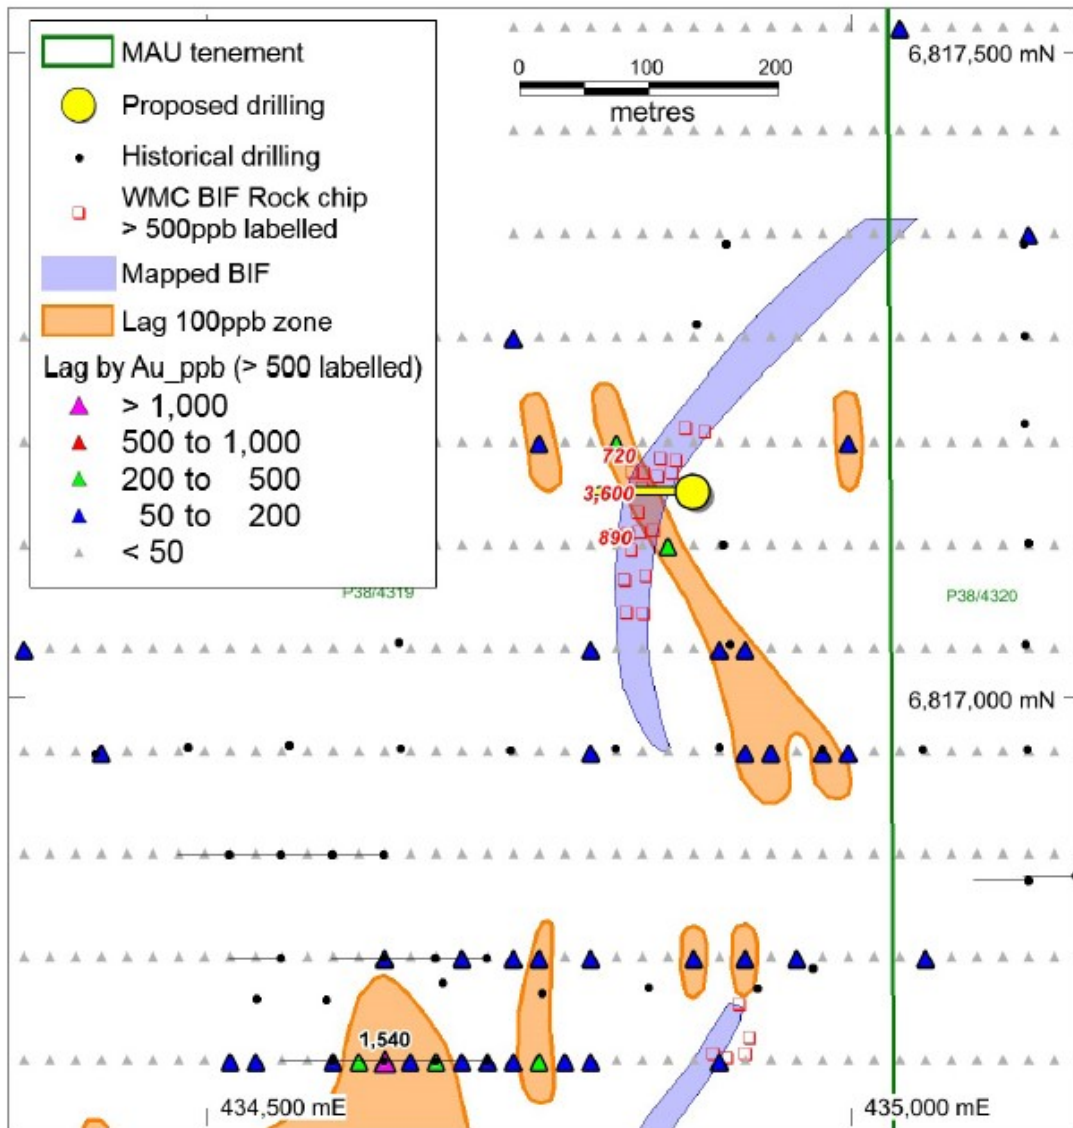 MAU tenement
Proposed drilling
Historical drilling
WMC BIF Rock chip
> 500ppb labelled
Mapped BIF
Lag 100ppb zone
Lag by Au_ppb (> 500 labelled)
> 1,000
500 to 1,000
200 to 500
50 to 200
< 50
0 100 200
metres
6,817,500 mN
720
3,600
890
P38/4319
P38/4320
6,817,000 mN
1,540
434,500 mE
435,000 mE